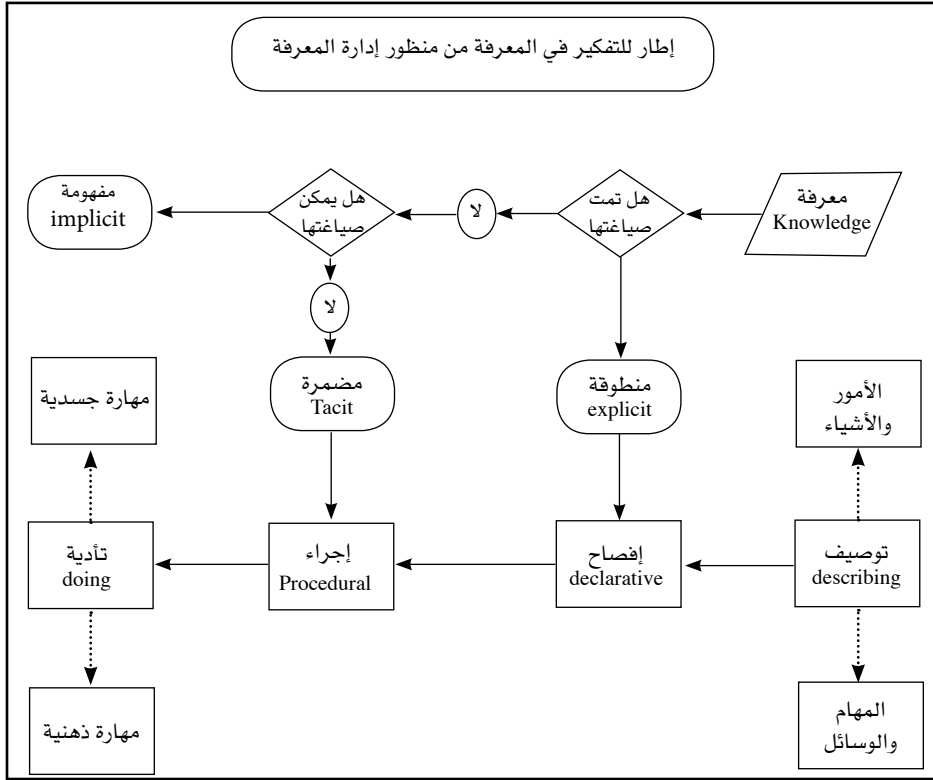 إطار للتفكير في المعرفة من منظور إدارة المعرفة
معرفة
Knowledge
هل تمت
صياغتها
لا
هل يمكن
صياغتها
مفهومة
implicit
لا
منطوقة
explicit
مضمرة
Tacit
الأمور
والأشياء
مهارة جسدية
توصيف
describing
إفصاح
declarative
إجراء
Procedural
تأدية
doing
المهام
والوسائل
مهارة ذهنية